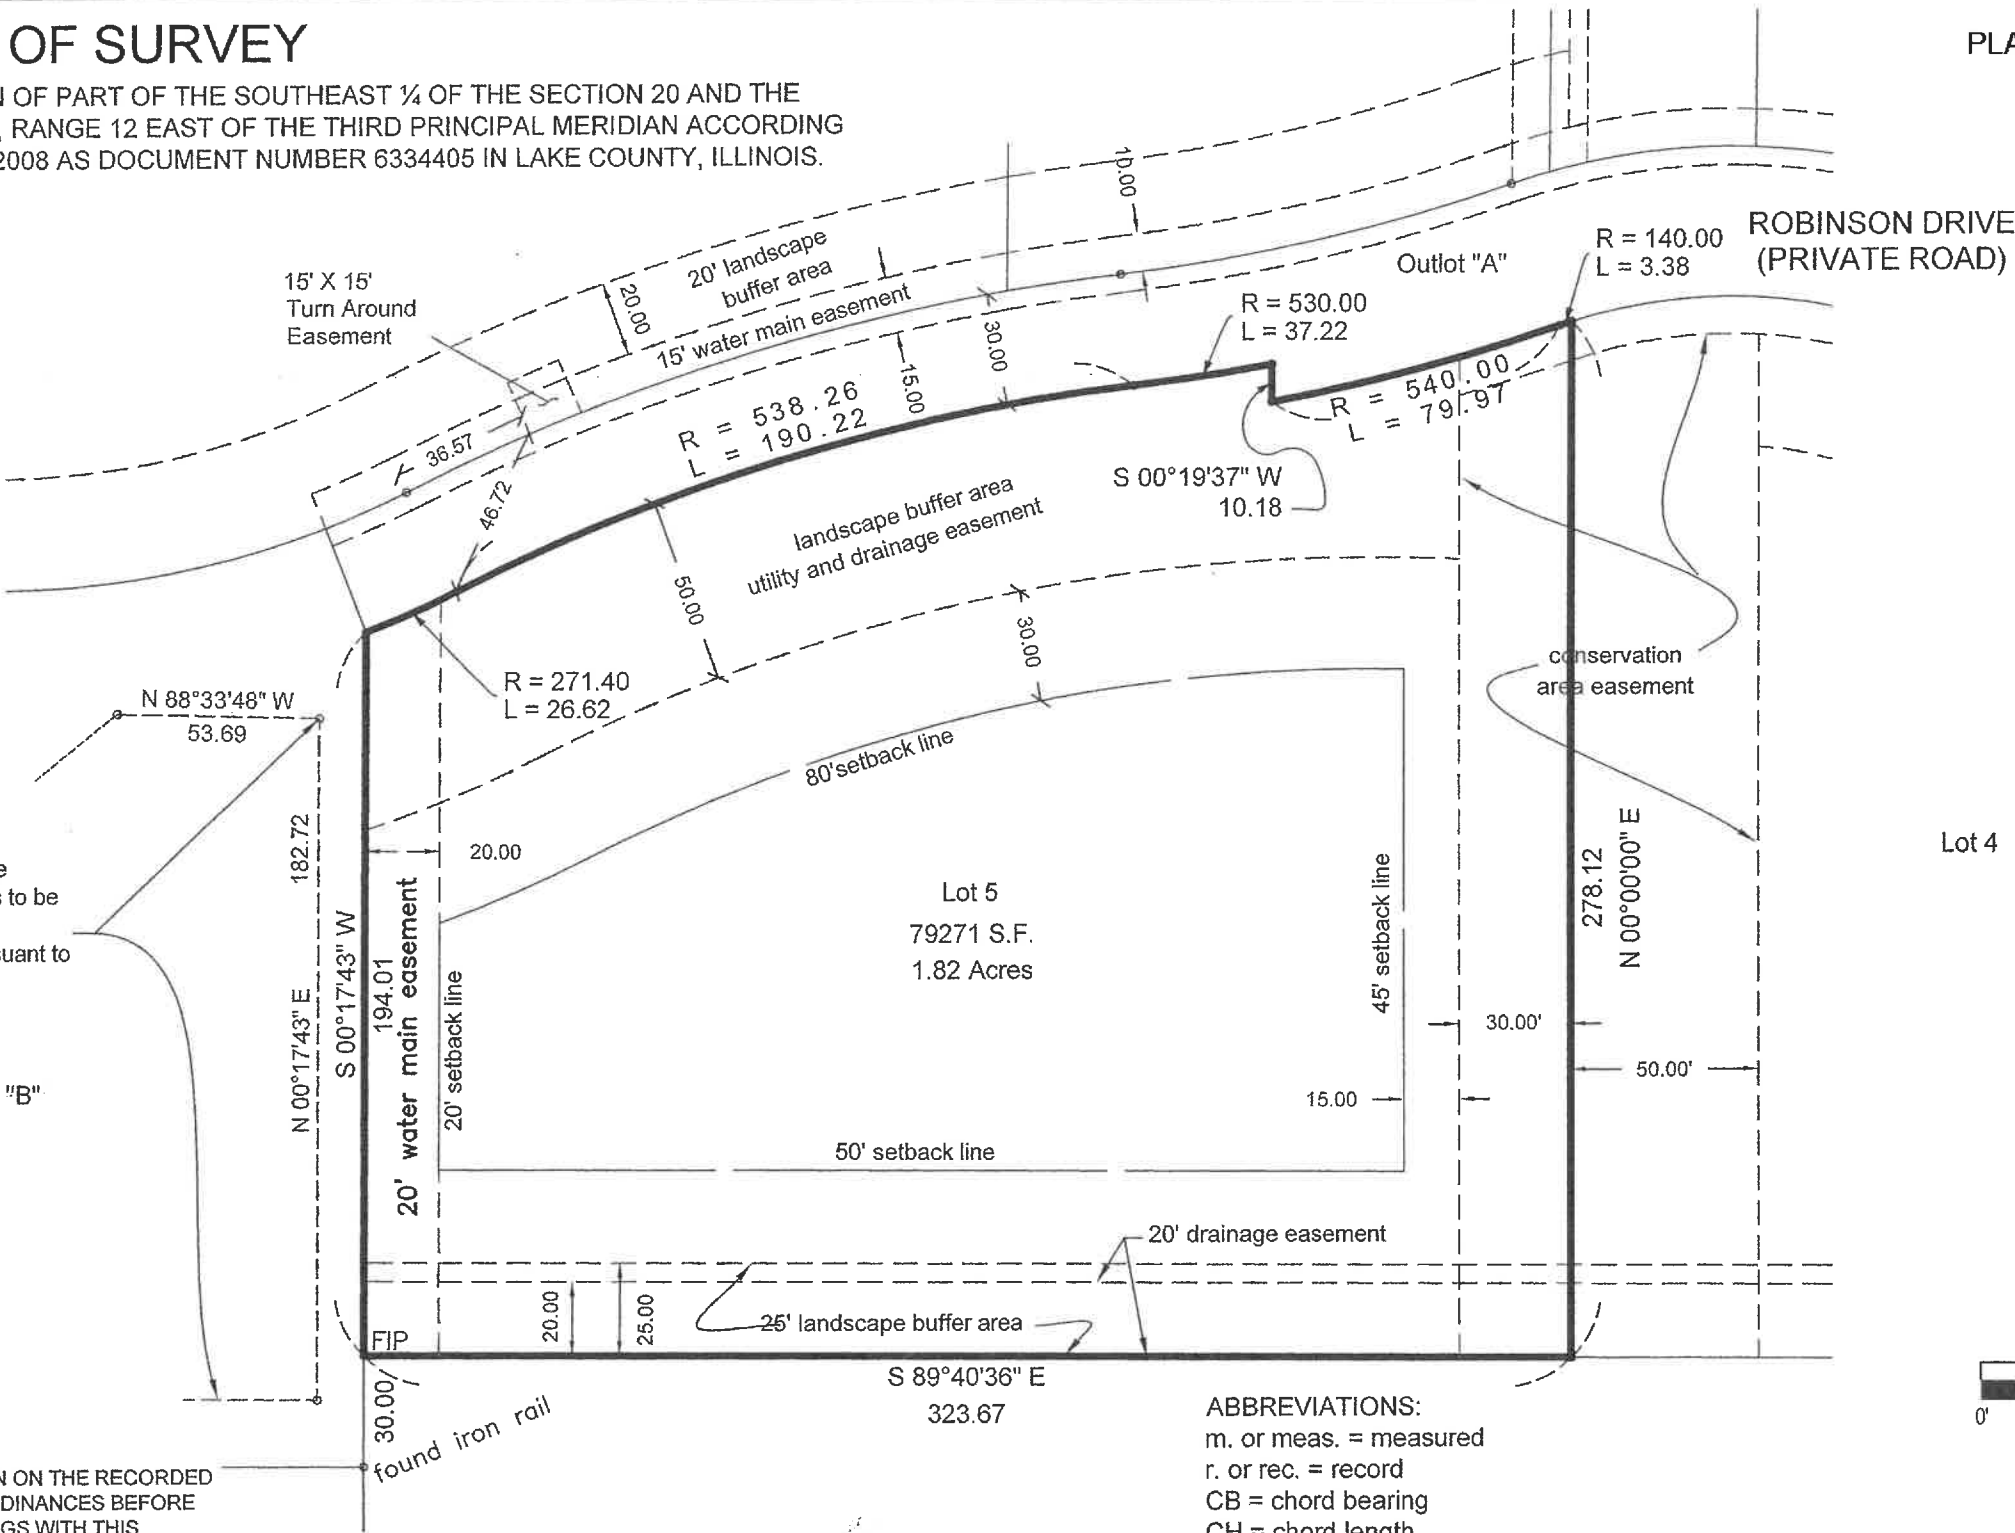 OF SURVEY
PLA
OF PART OF THE SOUTHEAST ¼ OF THE SECTION 20 AND THE
, RANGE 12 EAST OF THE THIRD PRINCIPAL MERIDIAN ACCORDING
2008 AS DOCUMENT NUMBER 6334405 IN LAKE COUNTY, ILLINOIS.
10.00
ROBINSON DRIVE
(PRIVATE ROAD)
R = 140.00
L = 3.38
Outlot "A"
20' landscape
buffer area
20.00
15' X 15'
Turn Around
Easement
15' water main easement
R = 530.00
L = 37.22
30.00
15.00
R = 538.26
L = 190.22
R = 540.00
L = 79.97
36.57
46.72
S 00°19'37" W
10.18
landscape buffer area
utility and drainage easement
50.00
30.00
conservation
area easement
R = 271.40
L = 26.62
N 88°33'48" W
53.69
80'setback line
182.72
N 00°17'43" E
S 00°17'43" W
194.01
20' water main easement
20.00
20' setback line
Lot 5
79271 S.F.
1.82 Acres
45' setback line
278.12
N 00°00'00" E
Lot 4
to be
suant to
"B"
30.00'
50.00'
15.00
50' setback line
20' drainage easement
20.00
25.00
25' landscape buffer area
FIP
S 89°40'36" E
323.67
30.00
found iron rail
ABBREVIATIONS:
m. or meas. = measured
r. or rec. = record
CB = chord bearing
CH = chord length
0'
N ON THE RECORDED
DINANCES BEFORE
GS WITH THIS